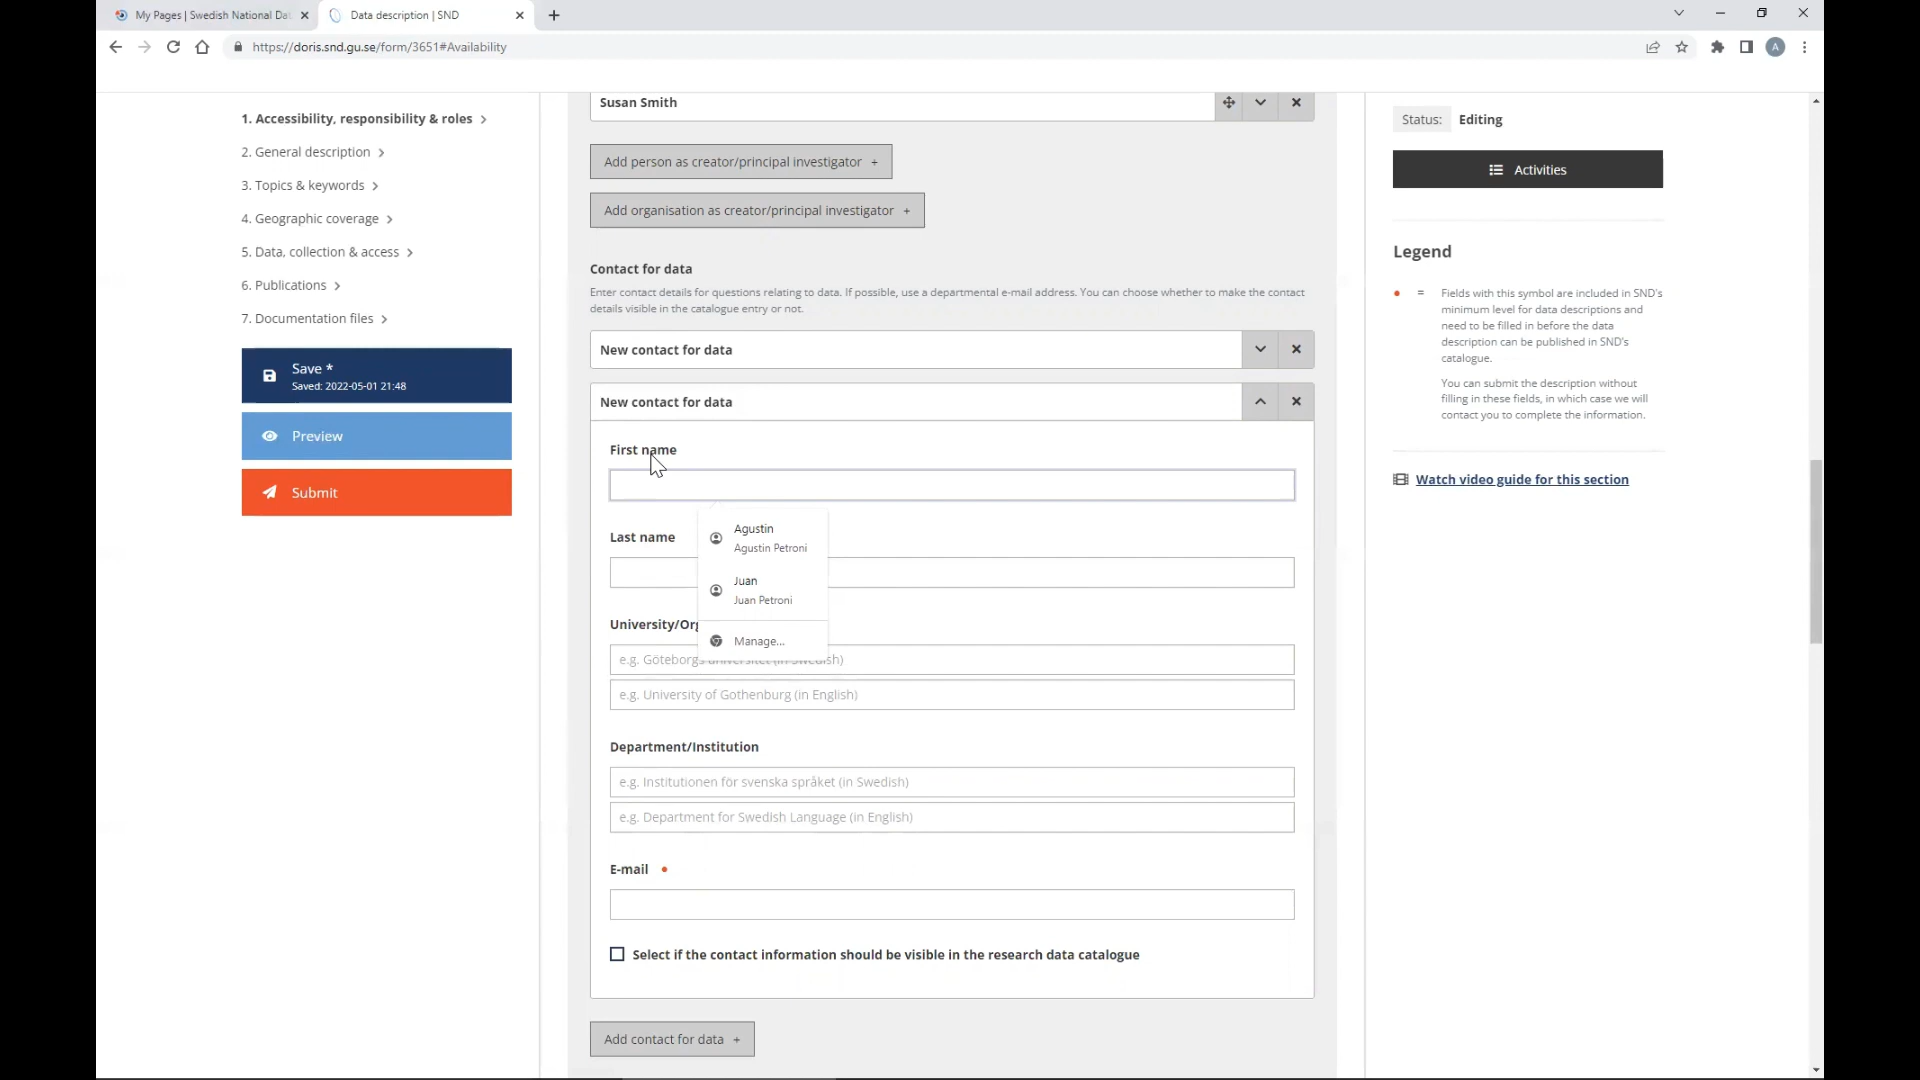 My Pages | Swedish National Dat
Data description | SND
https://doris.snd.gu.se/form/3651#Availability
A
1. Accessibility, responsibility & roles
2. General description
3. Topics & keywords
4. Geographic coverage
5. Data, collection & access
6. Publications
7. Documentation files
Save *
Saved: 2022-05-01 21:48
Preview
Submit
Susan Smith
Add person as creator/principal investigator +
Add organisation as creator/principal investigator +
Contact for data
Enter contact details for questions relating to data. If possible, use a departmental e-mail address. You can choose whether to make the contact
details visible in the catalogue entry or not.
New contact for data
New contact for data
First name
Agustin
Agustin Petroni
Juan
Juan Petroni
Manage...
Last name
University/Org
e.g. Göteborgs universitet (in Swedish)
e.g. University of Gothenburg (in English)
Department/Institution
e.g. Institutionen för svenska språket (in Swedish)
e.g. Department for Swedish Language (in English)
E-mail
Select if the contact information should be visible in the research data catalogue
Add contact for data +
Status: Editing
Activities
Legend
= Fields with this symbol are included in SND's
minimum level for data descriptions and
need to be filled in before the data
description can be published in SND's
catalogue.
You can submit the description without
filling in these fields, in which case we will
contact you to complete the information.
Watch video guide for this section